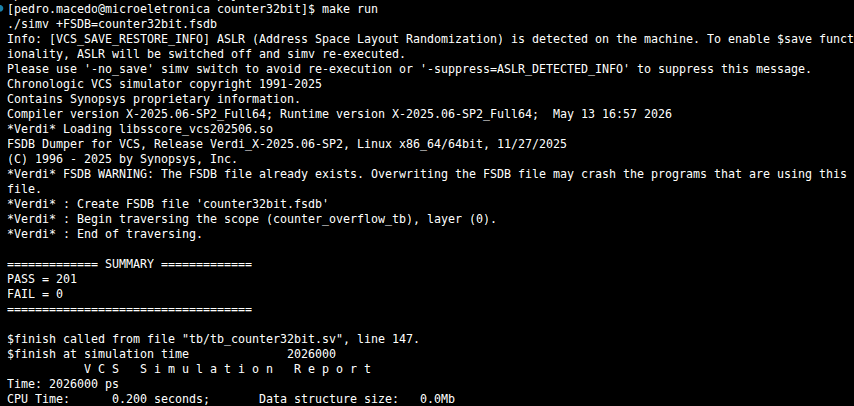 [pedro.macedo@microeletronica counter32bit]$ make run
./simv +FSDB=counter32bit.fsdb
Info: [VCS_SAVE_RESTORE_INFO] ASLR (Address Space Layout Randomization) is detected on the machine. To enable $save funct
ionality, ASLR will be switched off and simv re-executed.
Please use '-no_save' simv switch to avoid re-execution or '-suppress=ASLR_DETECTED_INFO' to suppress this message.
Chronologic VCS simulator copyright 1991-2025
Contains Synopsys proprietary information.
Compiler version X-2025.06-SP2_Full64; Runtime version X-2025.06-SP2_Full64;  May 13 16:57 2026
*Verdi* Loading libsscore_vcs202506.so
FSDB Dumper for VCS, Release Verdi_X-2025.06-SP2, Linux x86_64/64bit, 11/27/2025
(C) 1996 - 2025 by Synopsys, Inc.
*Verdi* FSDB WARNING: The FSDB file already exists. Overwriting the FSDB file may crash the programs that are using this
file.
*Verdi* : Create FSDB file 'counter32bit.fsdb'
*Verdi* : Begin traversing the scope (counter_overflow_tb), layer (0).
*Verdi* : End of traversing.

============= SUMMARY =============
PASS = 201
FAIL = 0
===================================

$finish called from file "tb/tb_counter32bit.sv", line 147.
$finish at simulation time              2026000
           V C S   S i m u l a t i o n   R e p o r t
Time: 2026000 ps
CPU Time:      0.200 seconds;       Data structure size:   0.0Mb